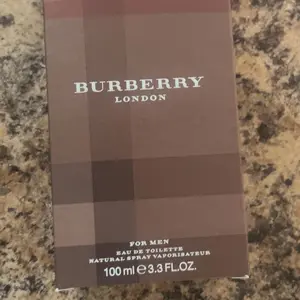 BURBERRY
LONDON
FOR MEN
EAU DE TOILETTE
NATURAL SPRAY VAPORISATEUR
100 ml ℮ 3.3 FL.OZ.